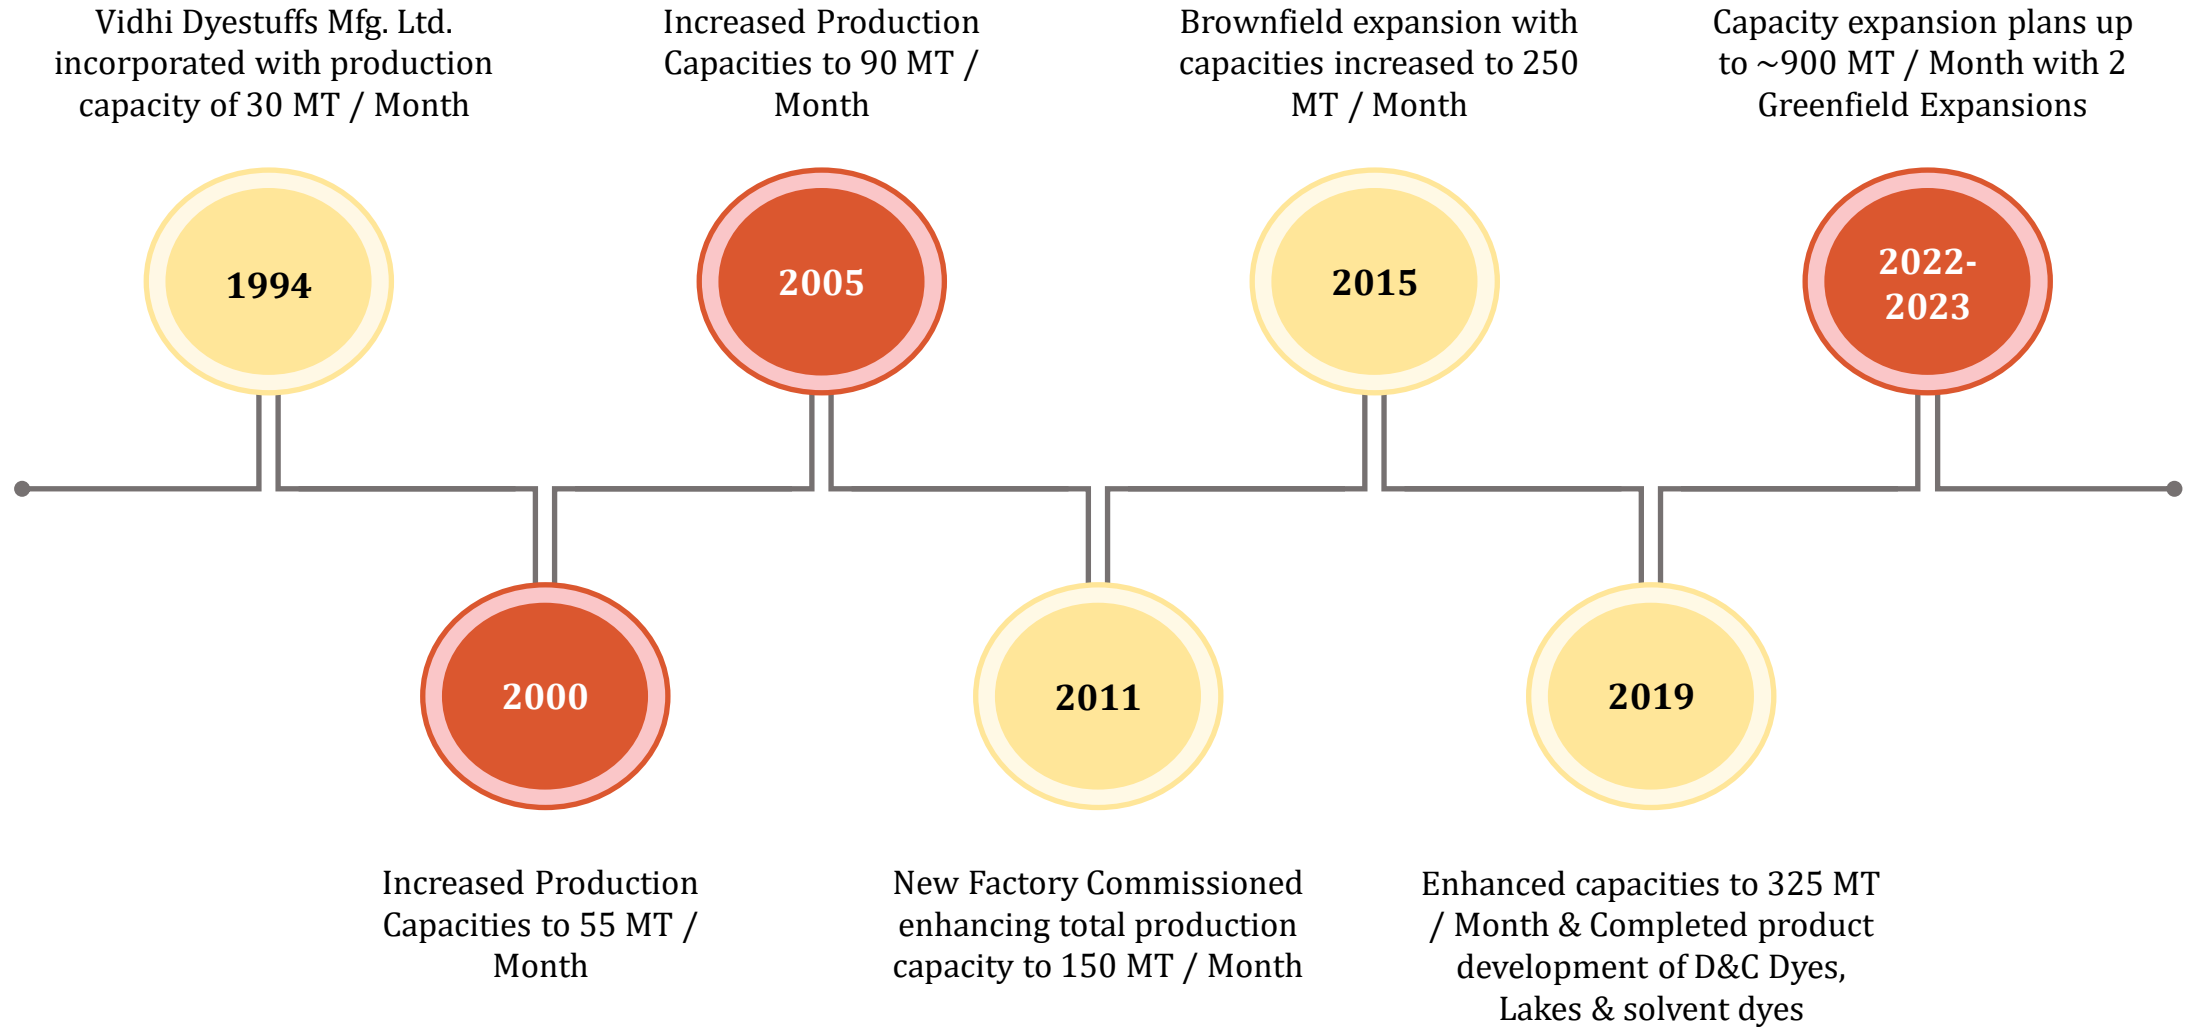 Vidhi Dyestuffs Mfg. Ltd.
incorporated with production
capacity of 30 MT / Month
Increased Production
Capacities to 90 MT /
Month
Brownfield expansion with
capacities increased to 250
MT / Month
Capacity expansion plans up
to ~900 MT / Month with 2
Greenfield Expansions
1994
2005
2015
2022-
2023
2000
2011
2019
Increased Production
Capacities to 55 MT /
Month
New Factory Commissioned
enhancing total production
capacity to 150 MT / Month
Enhanced capacities to 325 MT
/ Month & Completed product
development of D&C Dyes,
Lakes & solvent dyes